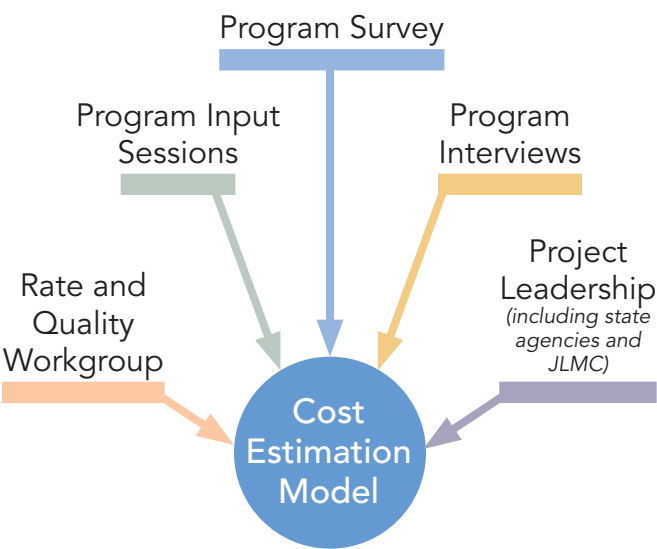 Program Survey
Program Input
Sessions
Program
Interviews
Rate and
Quality
Workgroup
Project
Leadership
(including state
agencies and
JLMC)
Cost
Estimation
Model